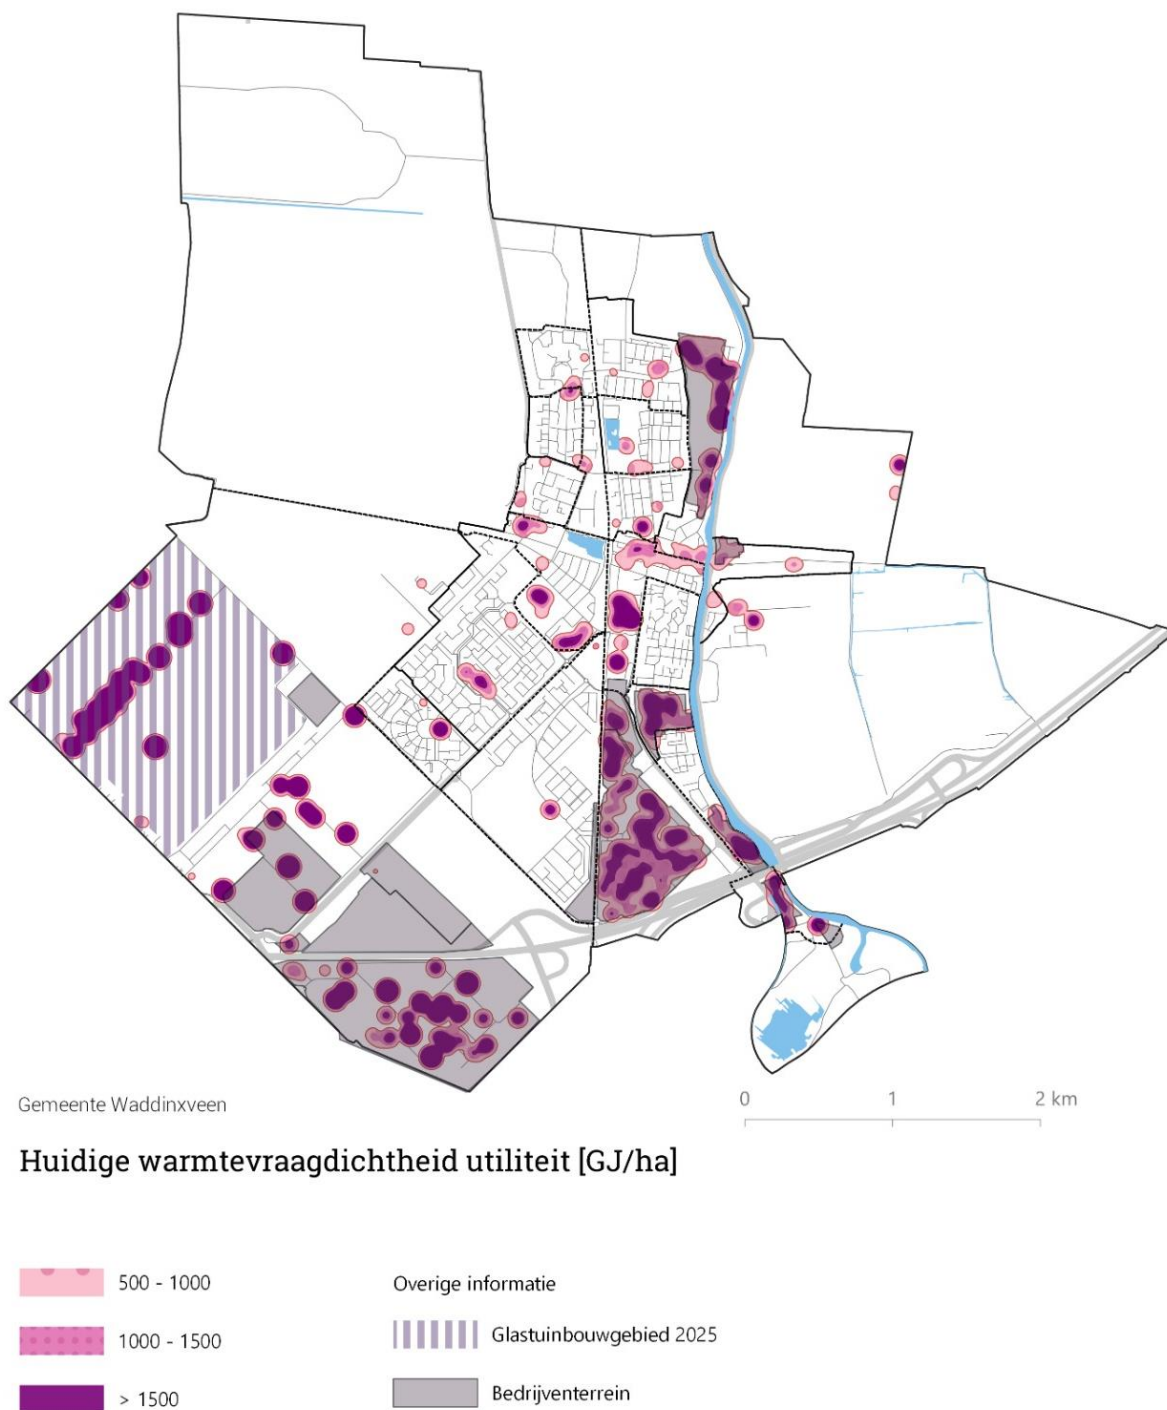 Gemeente Waddinxveen
0 1 2 km
Huidige warmtevraagdichtheid utiliteit [GJ/ha]
500 - 1000
1000 - 1500
> 1500
Overige informatie
Glastuinbouwgebied 2025
Bedrijventerrein